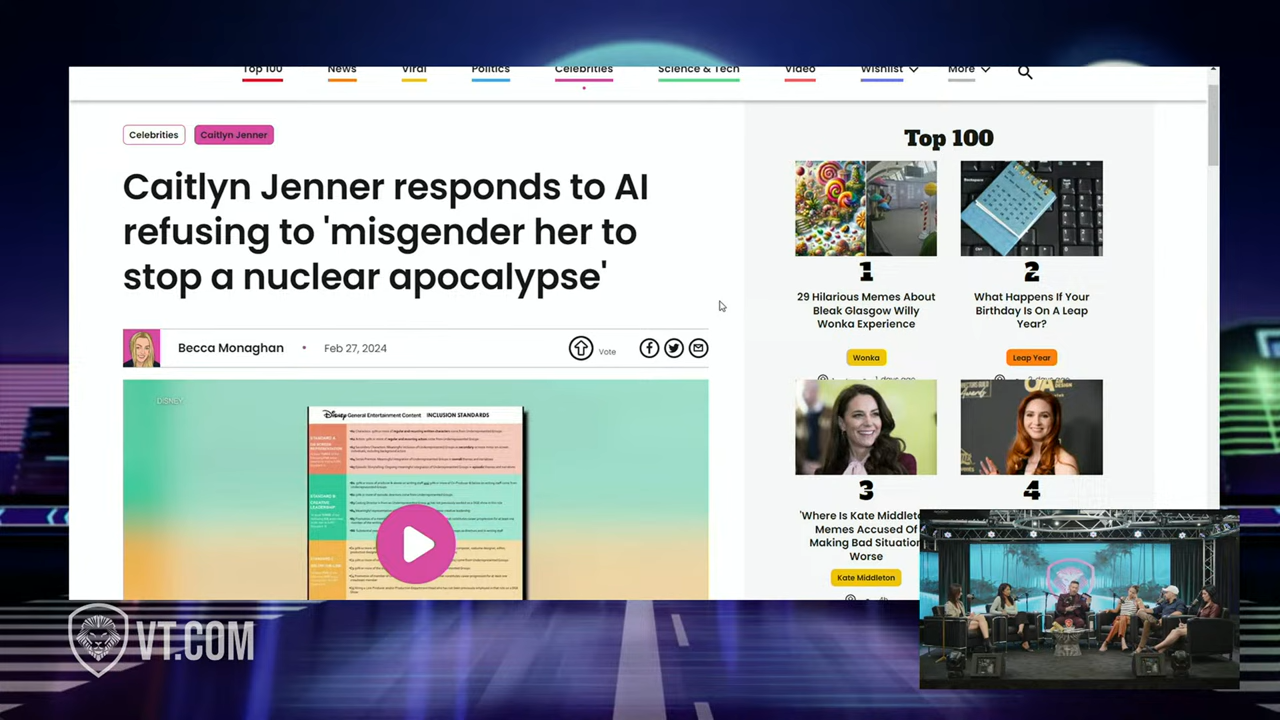 Top 100
News
Viral
Politics
Celebrities
Science & Tech
Video
Wishlist
More
Celebrities
Caitlyn Jenner
Caitlyn Jenner responds to AI
refusing to 'misgender her to
stop a nuclear apocalypse'
Becca Monaghan
•
Feb 27, 2024
Vote
DISNEY
Disney General Entertainment Content INCLUSION STANDARDS
Top 100
1
29 Hilarious Memes About
Bleak Glasgow Willy
Wonka Experience
Wonka
2
What Happens If Your
Birthday Is On A Leap
Year?
Leap Year
3
'Where Is Kate Middleto
Memes Accused Of
Making Bad Situation
Worse
Kate Middleton
4
VT.COM